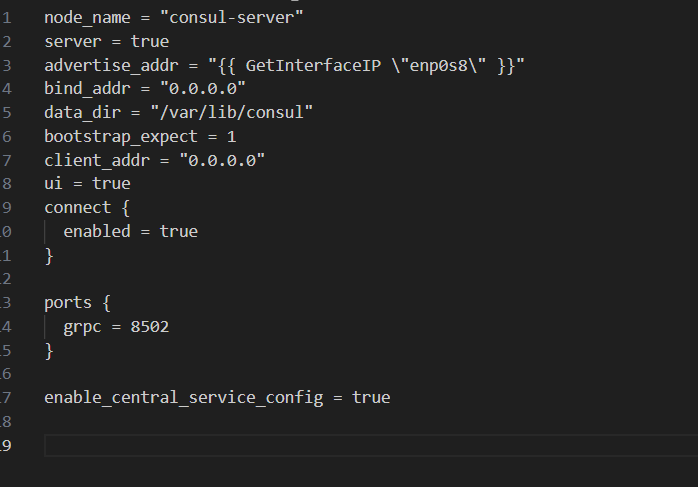 1 node_name = "consul-server"
2 server = true
3 advertise_addr = "{{ GetInterfaceIP \"enp0s8\" }}"
4 bind_addr = "0.0.0.0"
5 data_dir = "/var/lib/consul"
6 bootstrap_expect = 1
7 client_addr = "0.0.0.0"
8 ui = true
9 connect {
0 enabled = true
1 }
2
3 ports {
4 grpc = 8502
5 }
6
7 enable_central_service_config = true
8
9